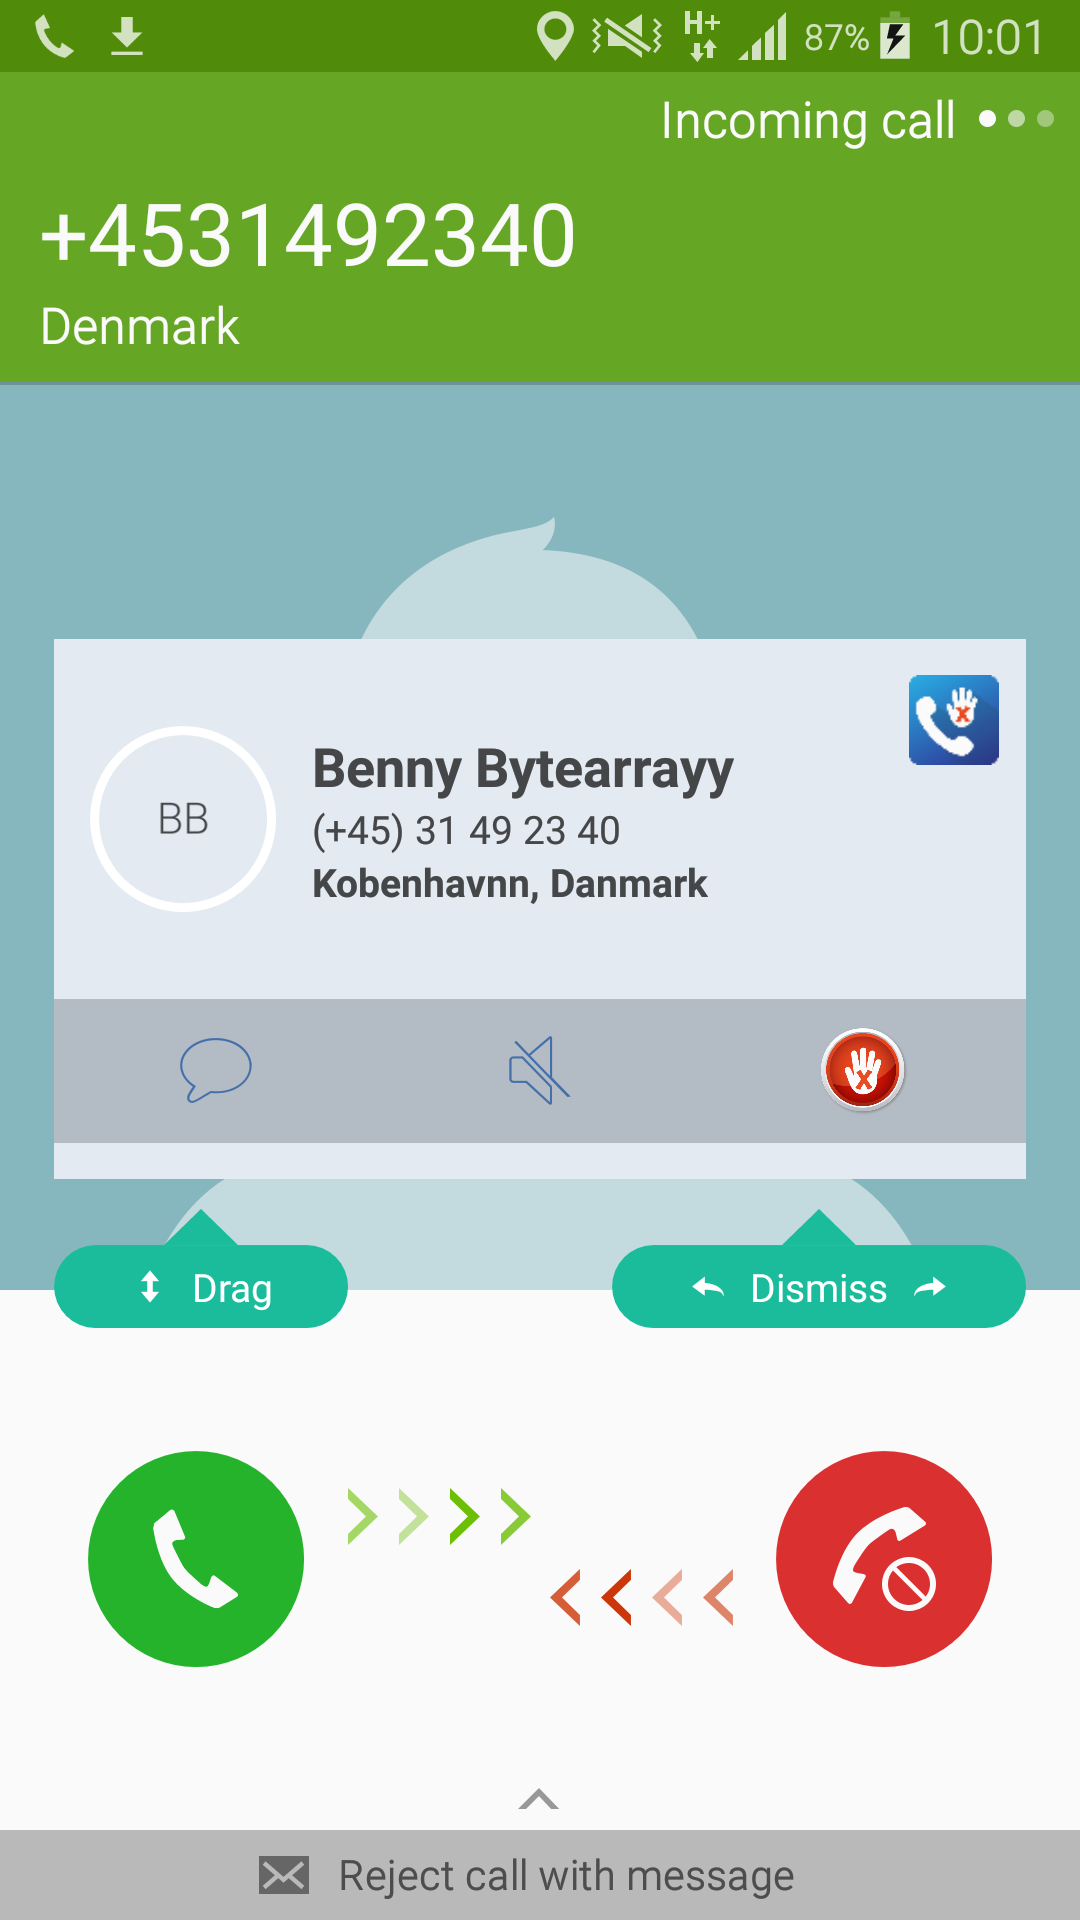 H+ 87% 10:01
Incoming call
+4531492340
Denmark
BB
Benny Bytearrayy
(+45) 31 49 23 40
Kobenhavnn, Danmark
Drag
Dismiss
Reject call with message